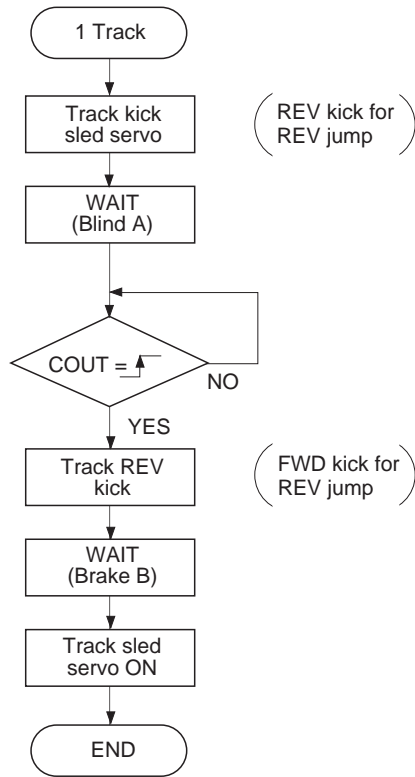 1 Track
Track kick
sled servo
REV kick for
REV jump
WAIT
(Blind A)
COUT =
NO
YES
Track REV
kick
FWD kick for
REV jump
WAIT
(Brake B)
Track sled
servo ON
END